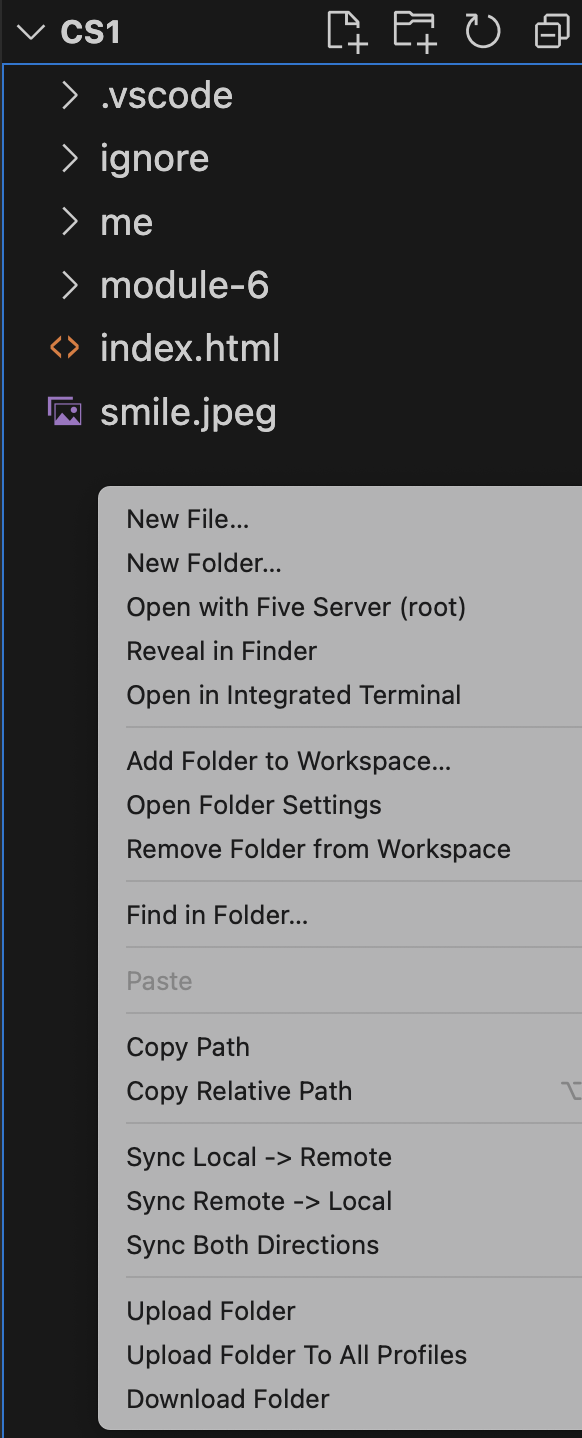 CS1
.vscode
ignore
me
module-6
index.html
smile.jpeg
New File...
New Folder...
Open with Five Server (root)
Reveal in Finder
Open in Integrated Terminal
Add Folder to Workspace...
Open Folder Settings
Remove Folder from Workspace
Find in Folder...
Paste
Copy Path
Copy Relative Path ⌥
Sync Local -> Remote
Sync Remote -> Local
Sync Both Directions
Upload Folder
Upload Folder To All Profiles
Download Folder